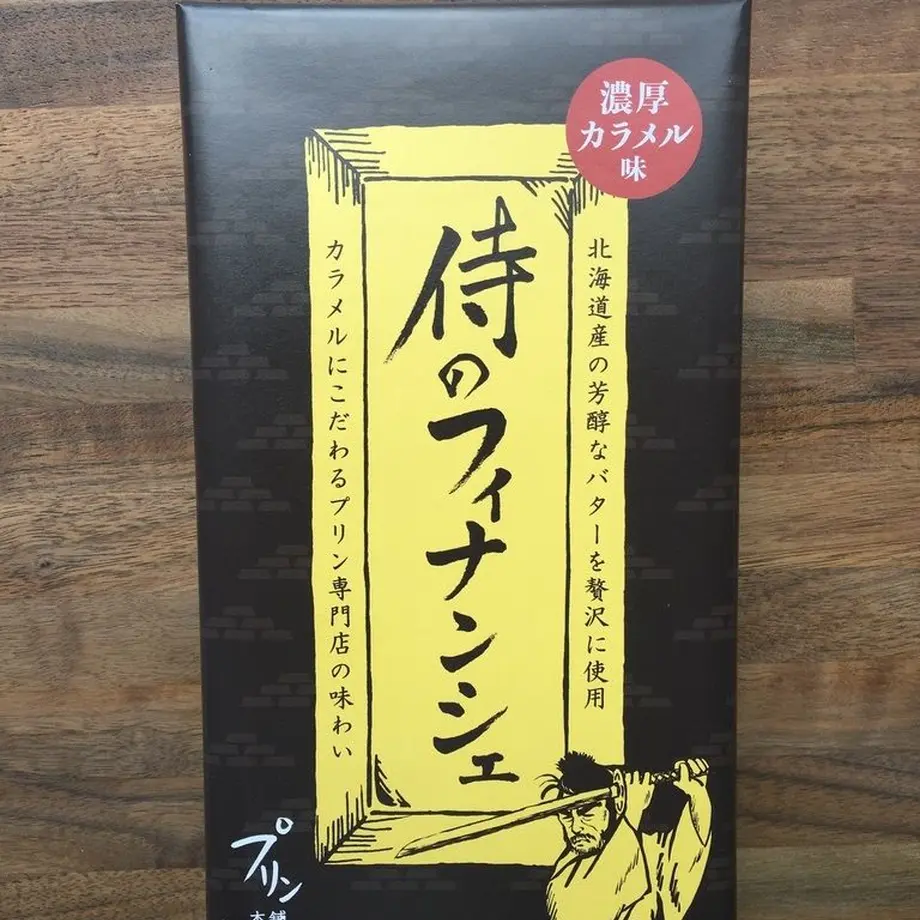 濃厚
カラメル
味
北海道産の芳醇なバターを贅沢に使用
侍のフィナンシェ
カラメルにこだわるプリン専門店の味わい
プリン
本舗